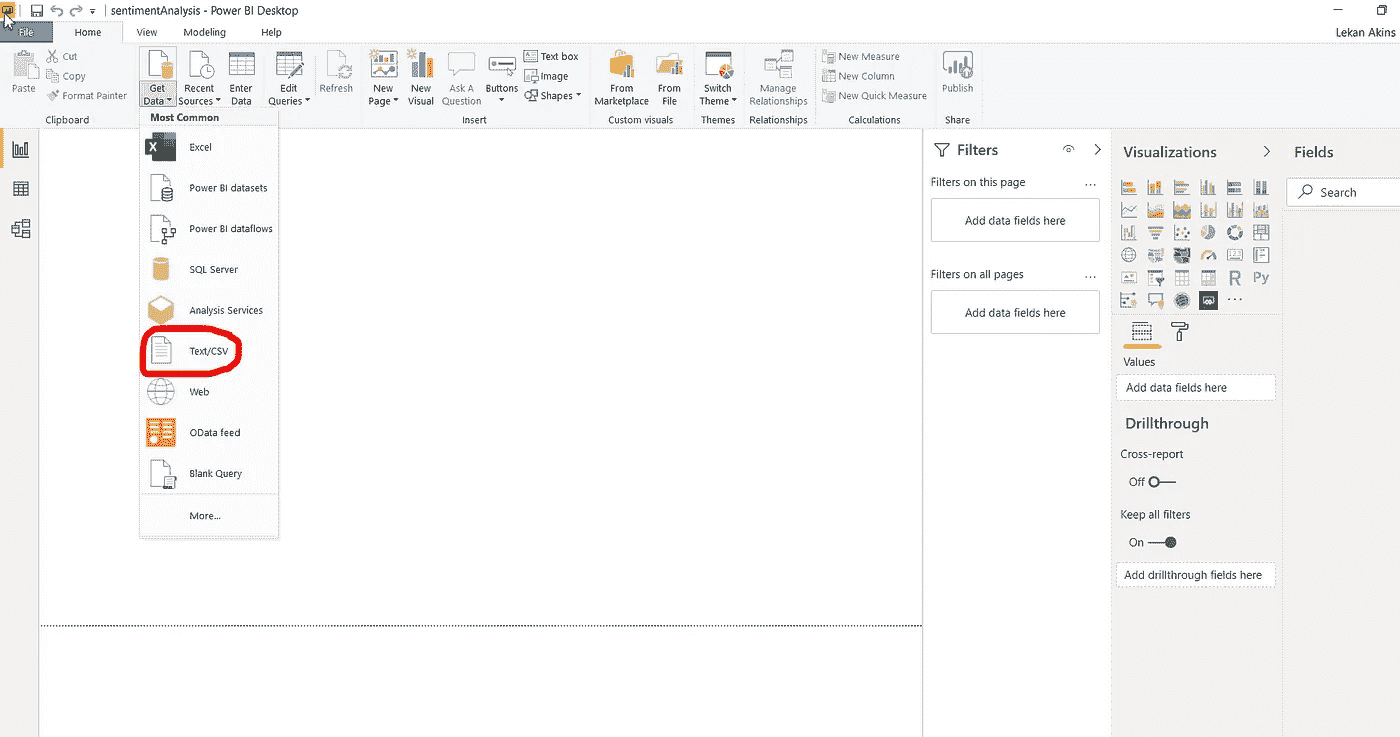 sentimentAnalysis - Power BI Desktop
File Home View Modeling Help
Lekan Akins
Paste
Cut
Copy
Format Painter
Clipboard
Get Data
Recent Sources
Enter Data
Edit Queries
Refresh
New Page
New Visual
Ask A Question
Buttons
Text box
Image
Shapes
Insert
From Marketplace
From File
Custom visuals
Switch Theme
Themes
Manage Relationships
Relationships
New Measure
New Column
New Quick Measure
Calculations
Publish
Share
Most Common
Excel
Power BI datasets
Power BI dataflows
SQL Server
Analysis Services
Text/CSV
Web
OData feed
Blank Query
More...
Filters
Filters on this page
...
Add data fields here
Filters on all pages
...
Add data fields here
Visualizations
R Py
...
Values
Add data fields here
Drillthrough
Cross-report
Off
Keep all filters
On
Add drillthrough fields here
Fields
Search